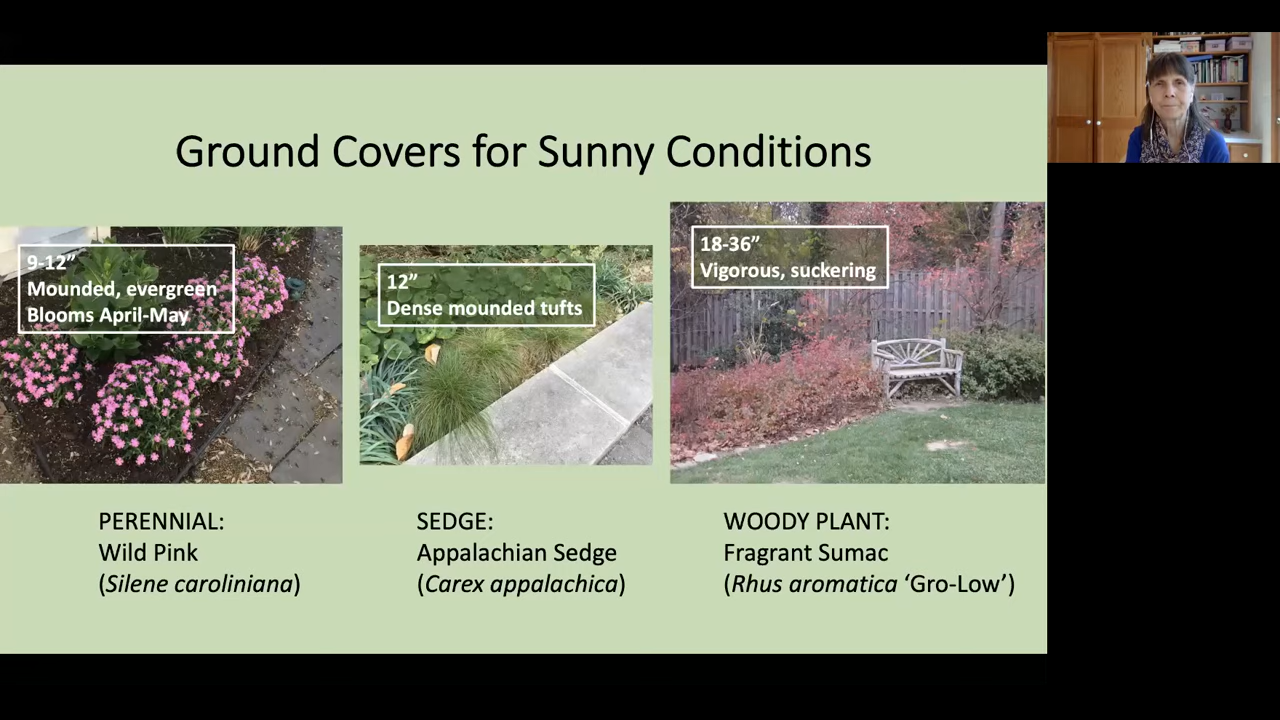 Ground Covers for Sunny Conditions
9-12”
Mounded, evergreen
Blooms April-May
12”
Dense mounded tufts
18-36”
Vigorous, suckering
PERENNIAL:
Wild Pink
(Silene caroliniana)
SEDGE:
Appalachian Sedge
(Carex appalachica)
WOODY PLANT:
Fragrant Sumac
(Rhus aromatica ‘Gro-Low’)